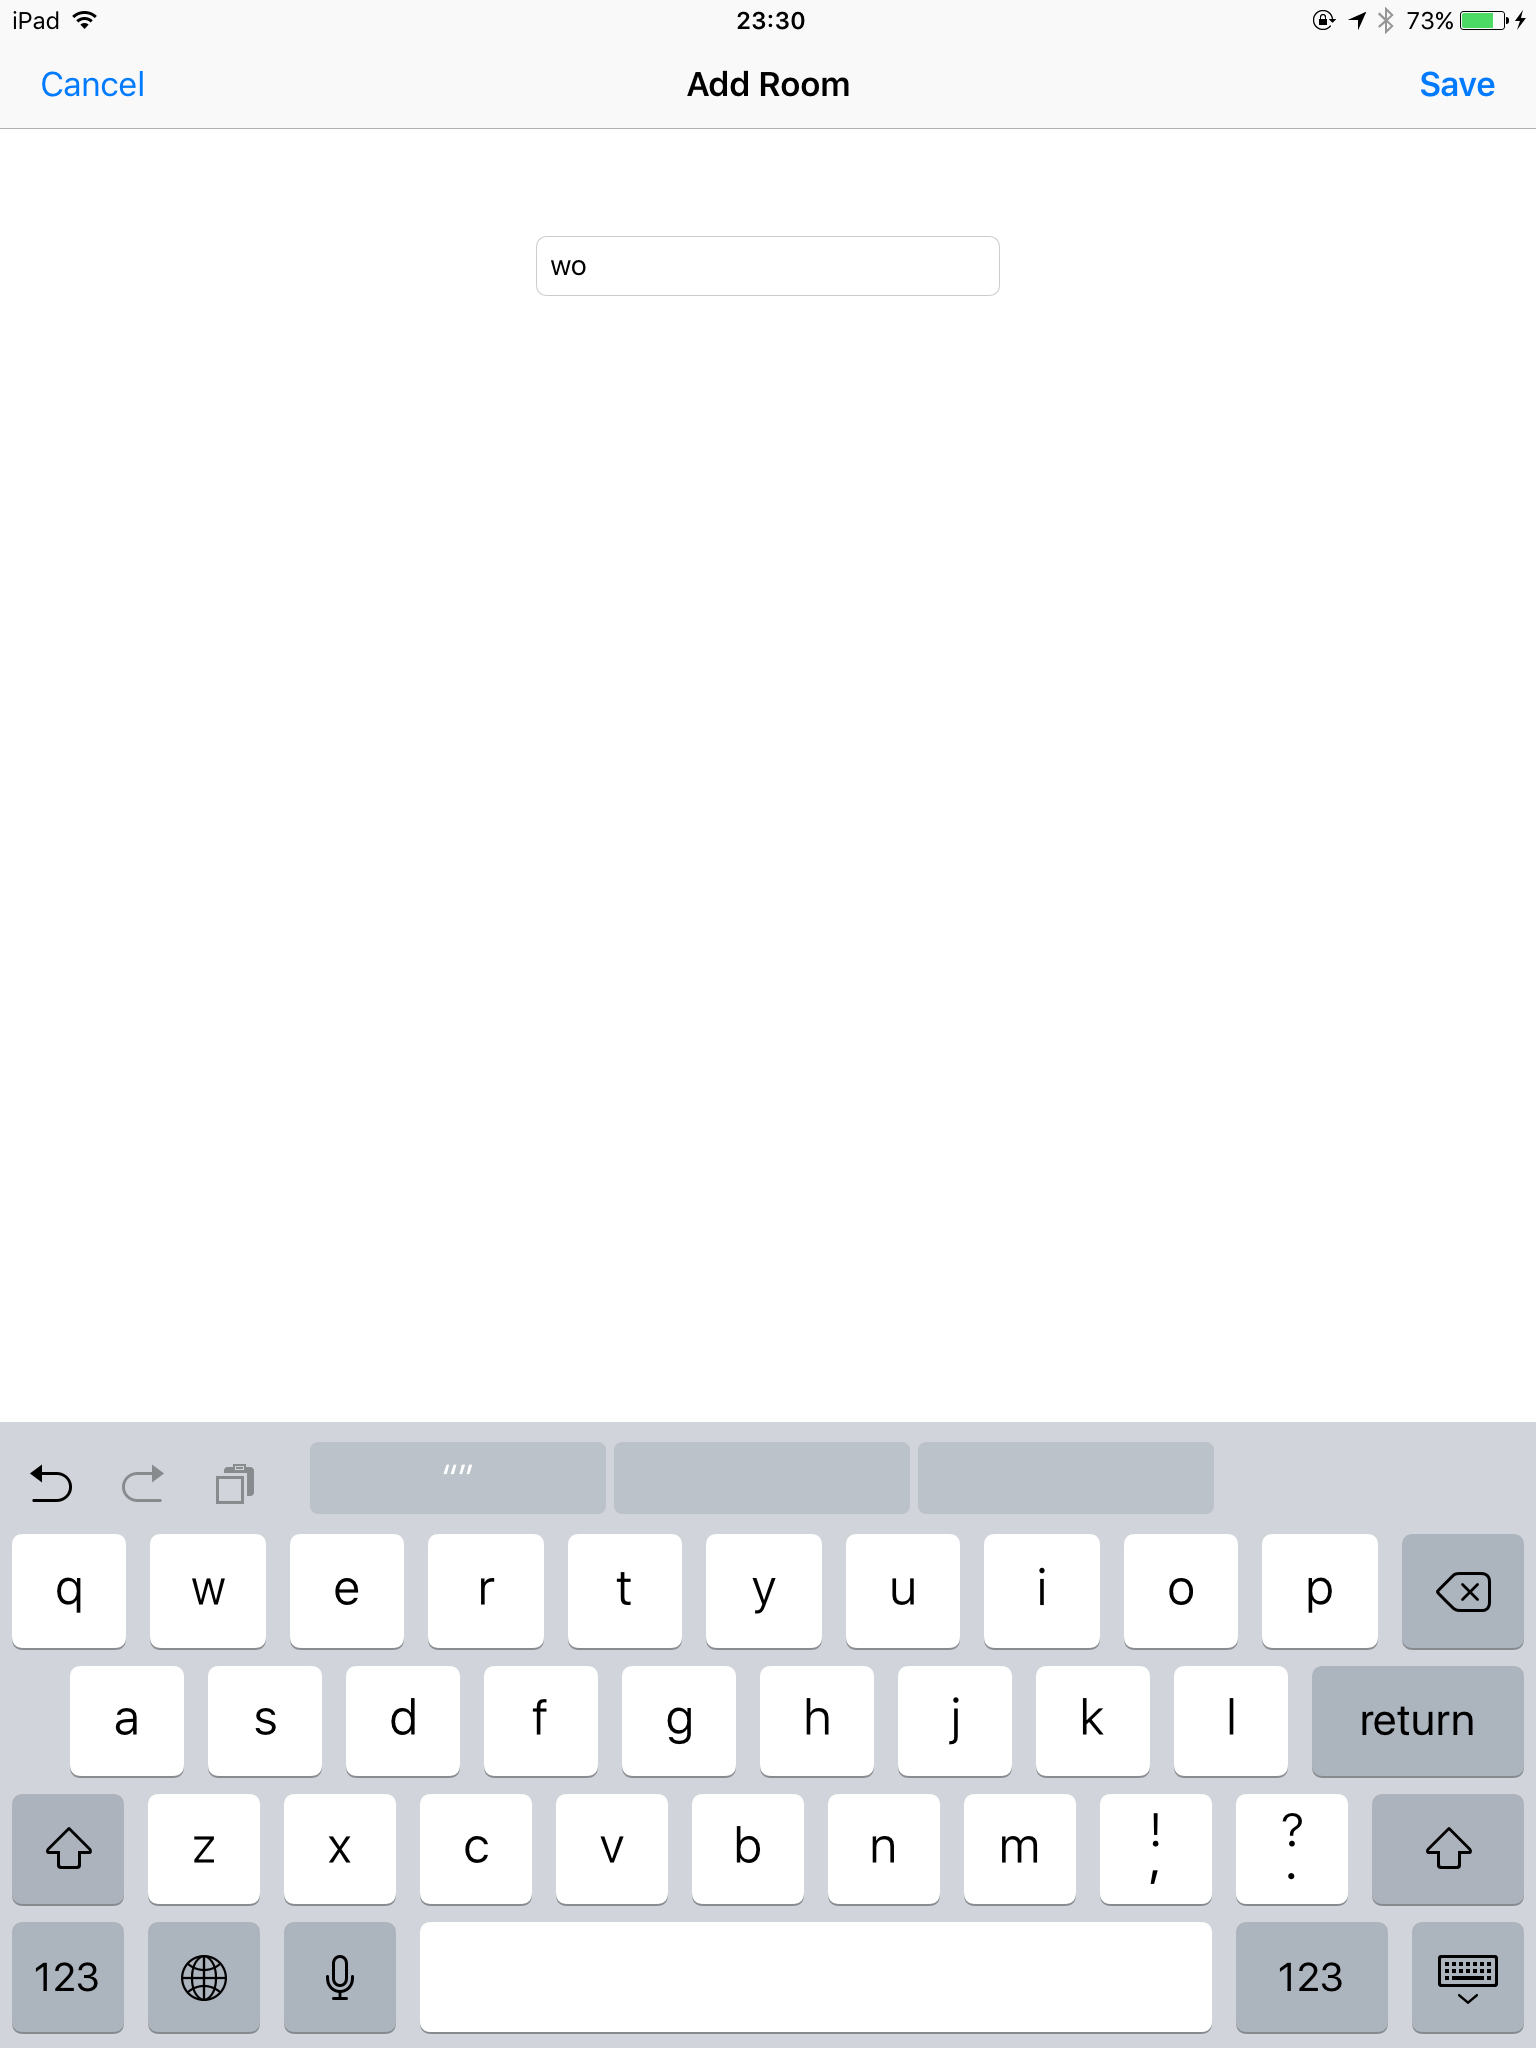 iPad 23:30 73%
Cancel Add Room Save
wo
""
q w e r t y u i o p
a s d f g h j k l return
z x c v b n m ! , ? .
123 123